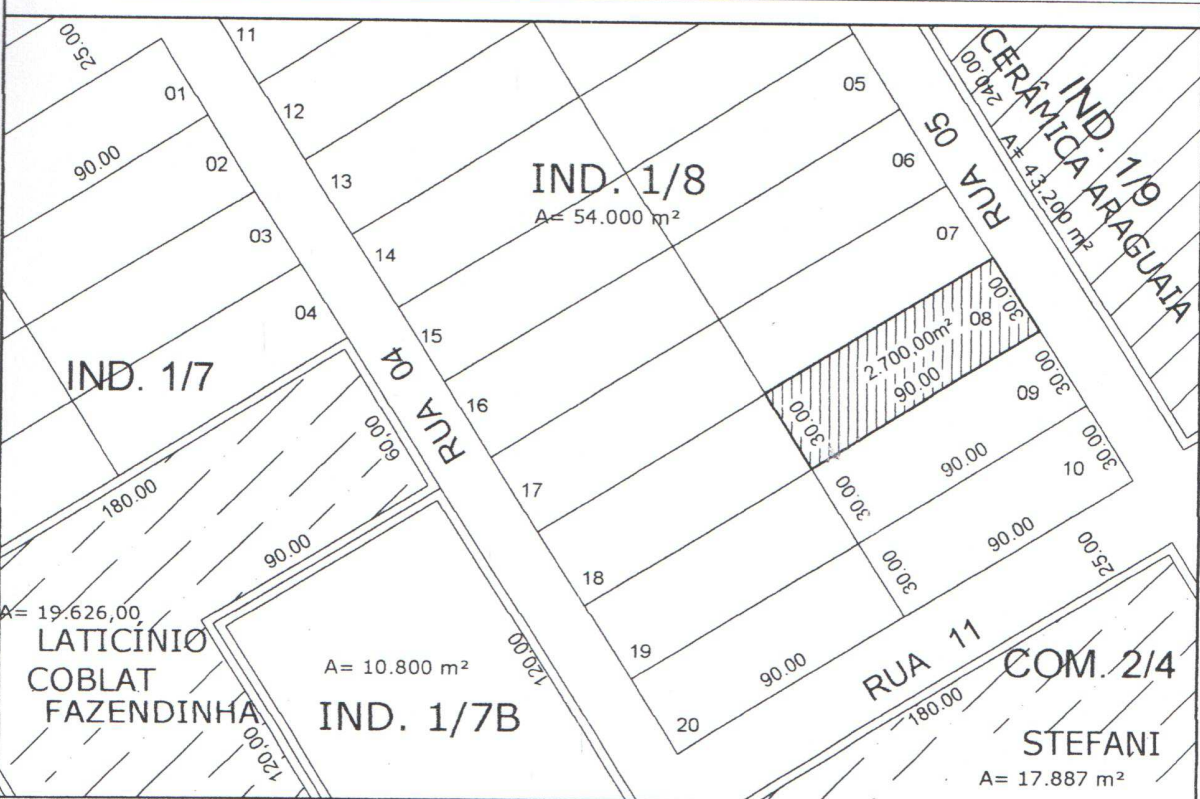 25.00
01
90.00
02
03
04
IND. 1/7
180.00
60,00
90.00
A= 19.626,00
LATICÍNIO
COBLAT
FAZENDINHA
120,00
A= 10.800 m²
IND. 1/7B
120,00
RUA 04
11
12
13
14
15
16
17
18
19
20
IND. 1/8
A= 54.000 m²
05
06
07
08
2.700,00m²
90.00
30.00
30.00
09
30.00
90.00
30.00
10
30.00
90.00
30.00
90.00
RUA 05
240.00
CERÂMICA ARAGUAIA
IND. 1/9
A= 43.200 m²
25.00
RUA 11
180.00
COM. 2/4
STEFANI
A= 17.887 m²